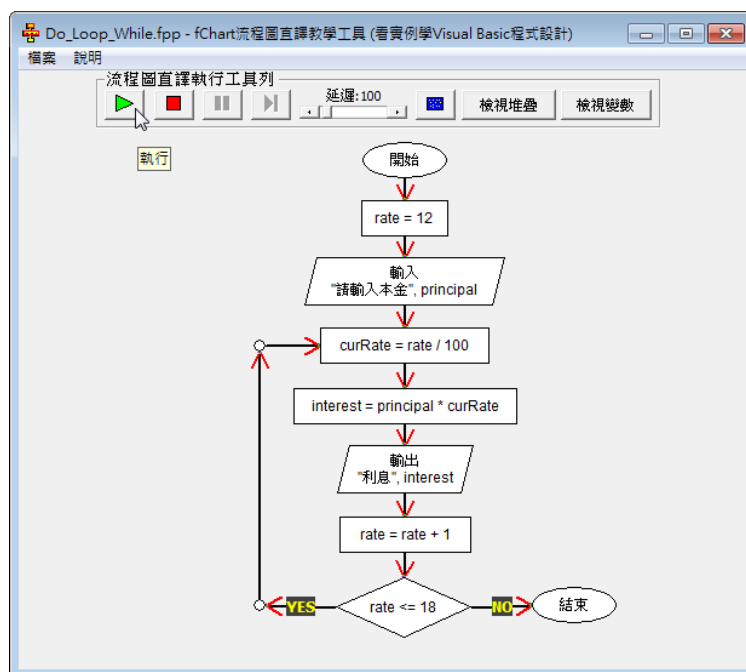 Do_Loop_While.fpp - fChart流程圖直譯教學工具 (看實例學Visual Basic程式設計)
檔案 說明
流程圖直譯執行工具列
延遲:100
檢視堆疊
檢視變數
執行
開始
rate = 12
輸入
"請輸入本金", principal
curRate = rate / 100
interest = principal * curRate
輸出
"利息", interest
rate = rate + 1
YES
rate <= 18
NO
結束